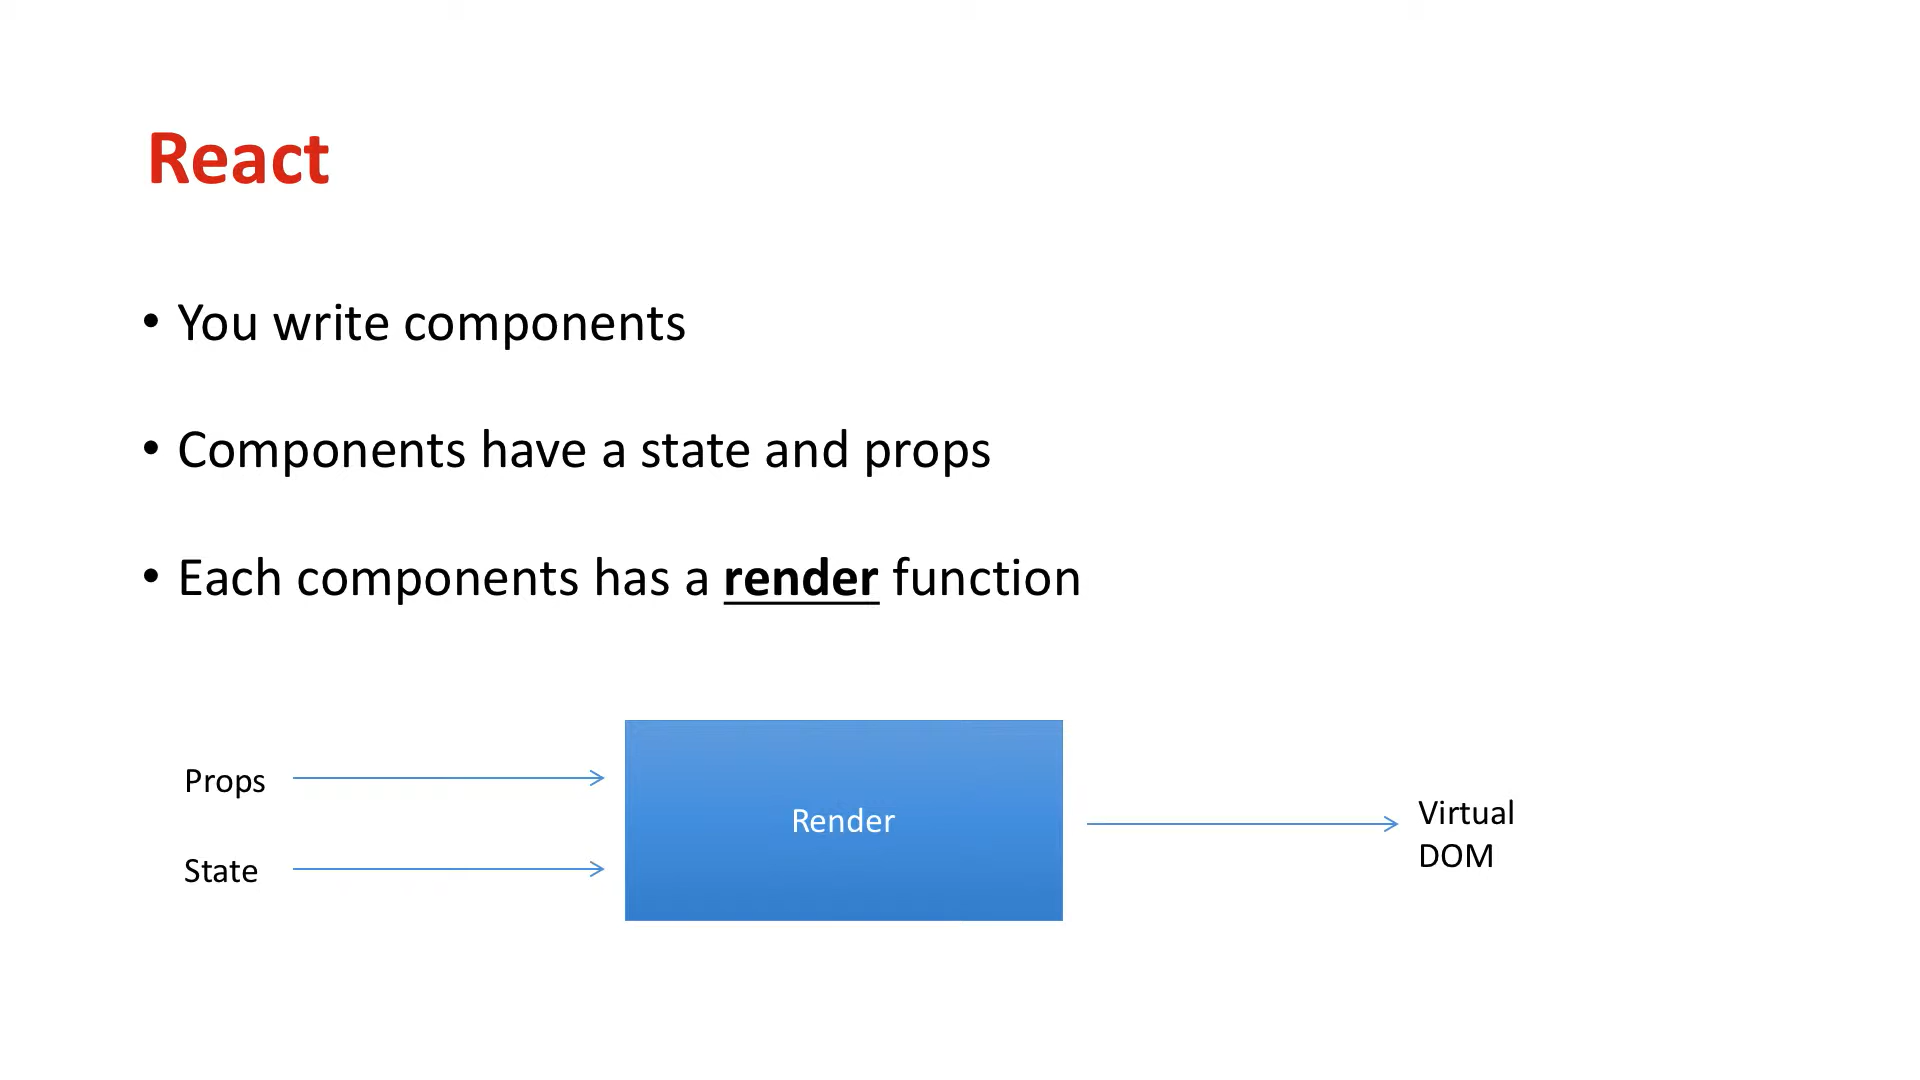 React
• You write components
• Components have a state and props
• Each components has a render function
Props
State
Render
Virtual
DOM